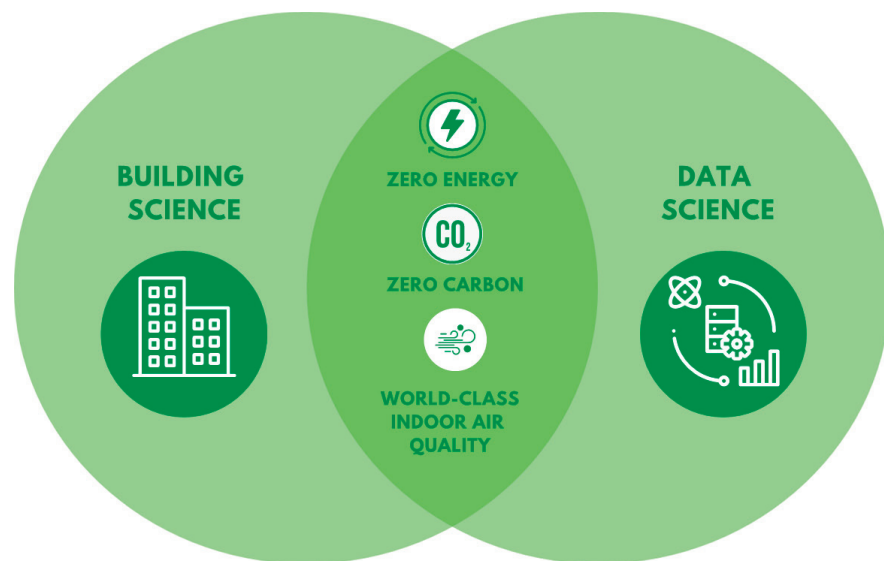 BUILDING
SCIENCE
ZERO ENERGY
CO₂
ZERO CARBON
WORLD-CLASS
INDOOR AIR
QUALITY
DATA
SCIENCE